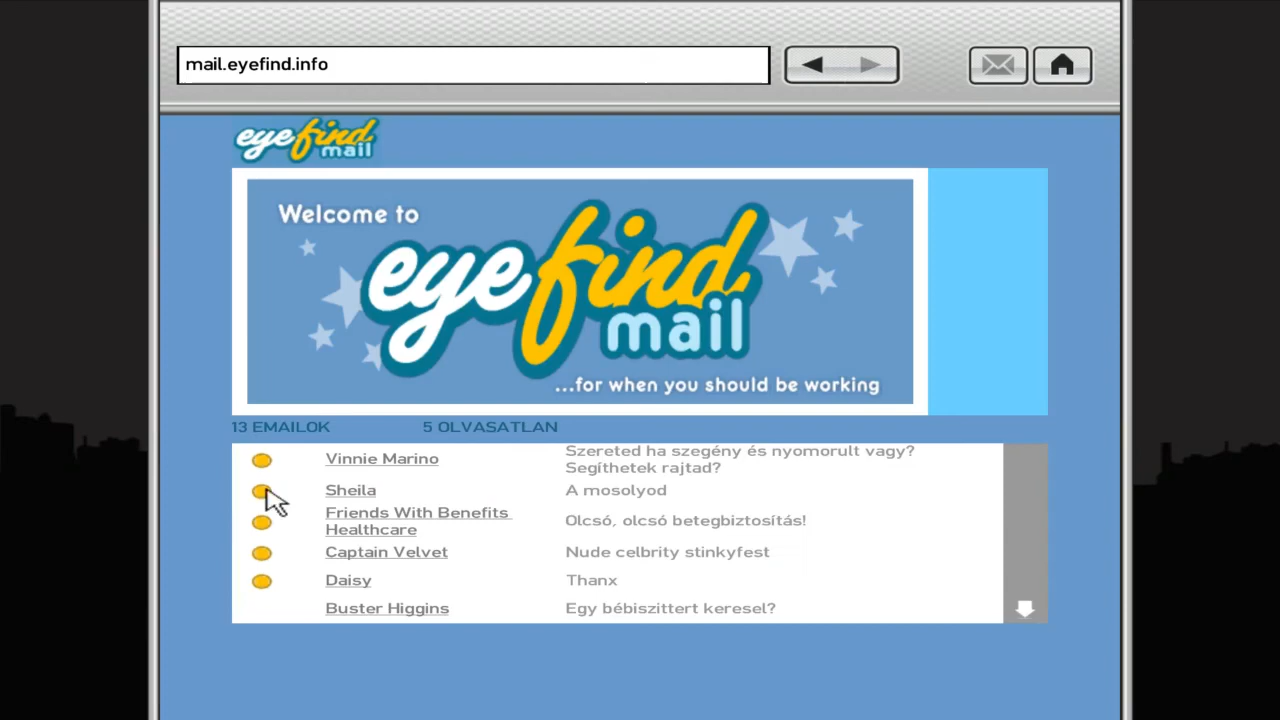 mail.eyefind.info
eyefind
mail
Welcome to
eyefind
mail
...for when you should be working
13 EMAILOK 5 OLVASATLAN
Vinnie Marino Szereted ha szegény és nyomorult vagy?
Segíthetek rajtad?
Sheila A mosolyod
Friends With Benefits
Healthcare Olcsó, olcsó betegbiztosítás!
Captain Velvet Nude celbrity stinkyfest
Daisy Thanx
Buster Higgins Egy bébiszittert keresel?